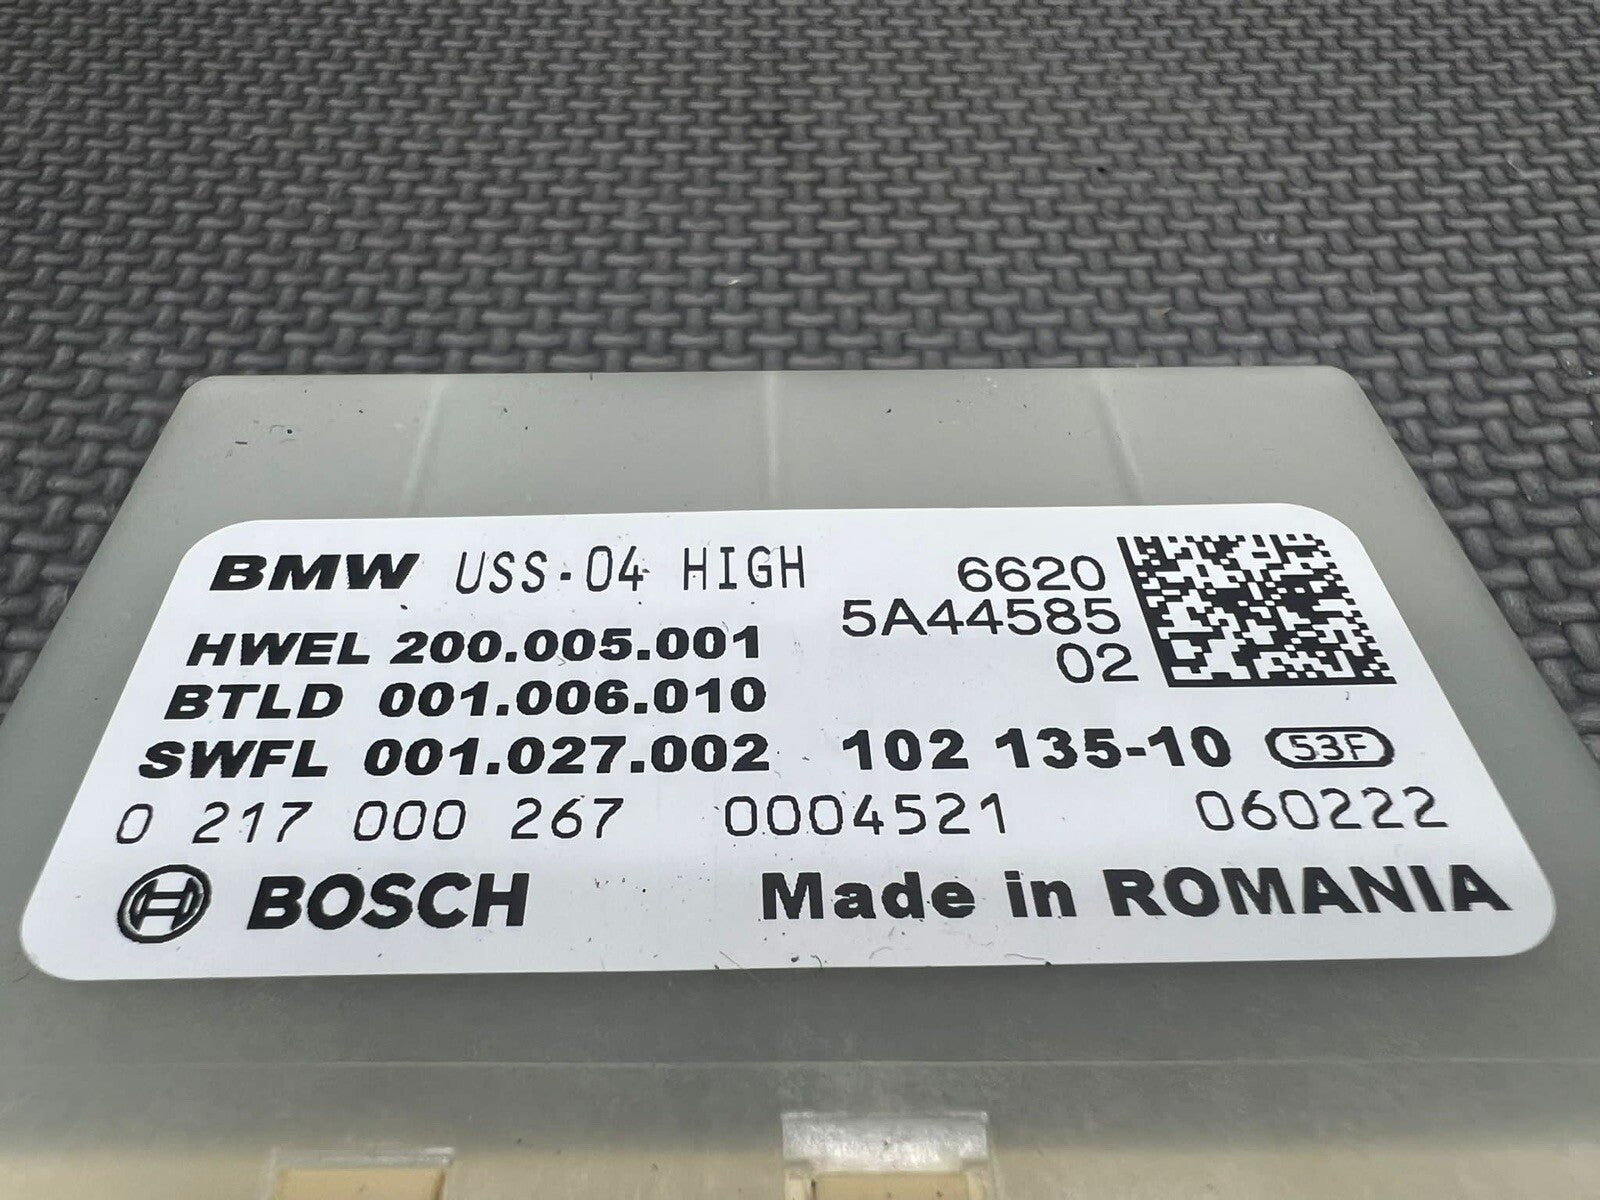 BMW USS-04 HIGH
6620
5A44585
02
HWEL 200.005.001
BTLD 001.006.010
SWFL 001.027.002 102 135-10 53F
0 217 000 267 0004521 060222
BOSCH Made in ROMANIA